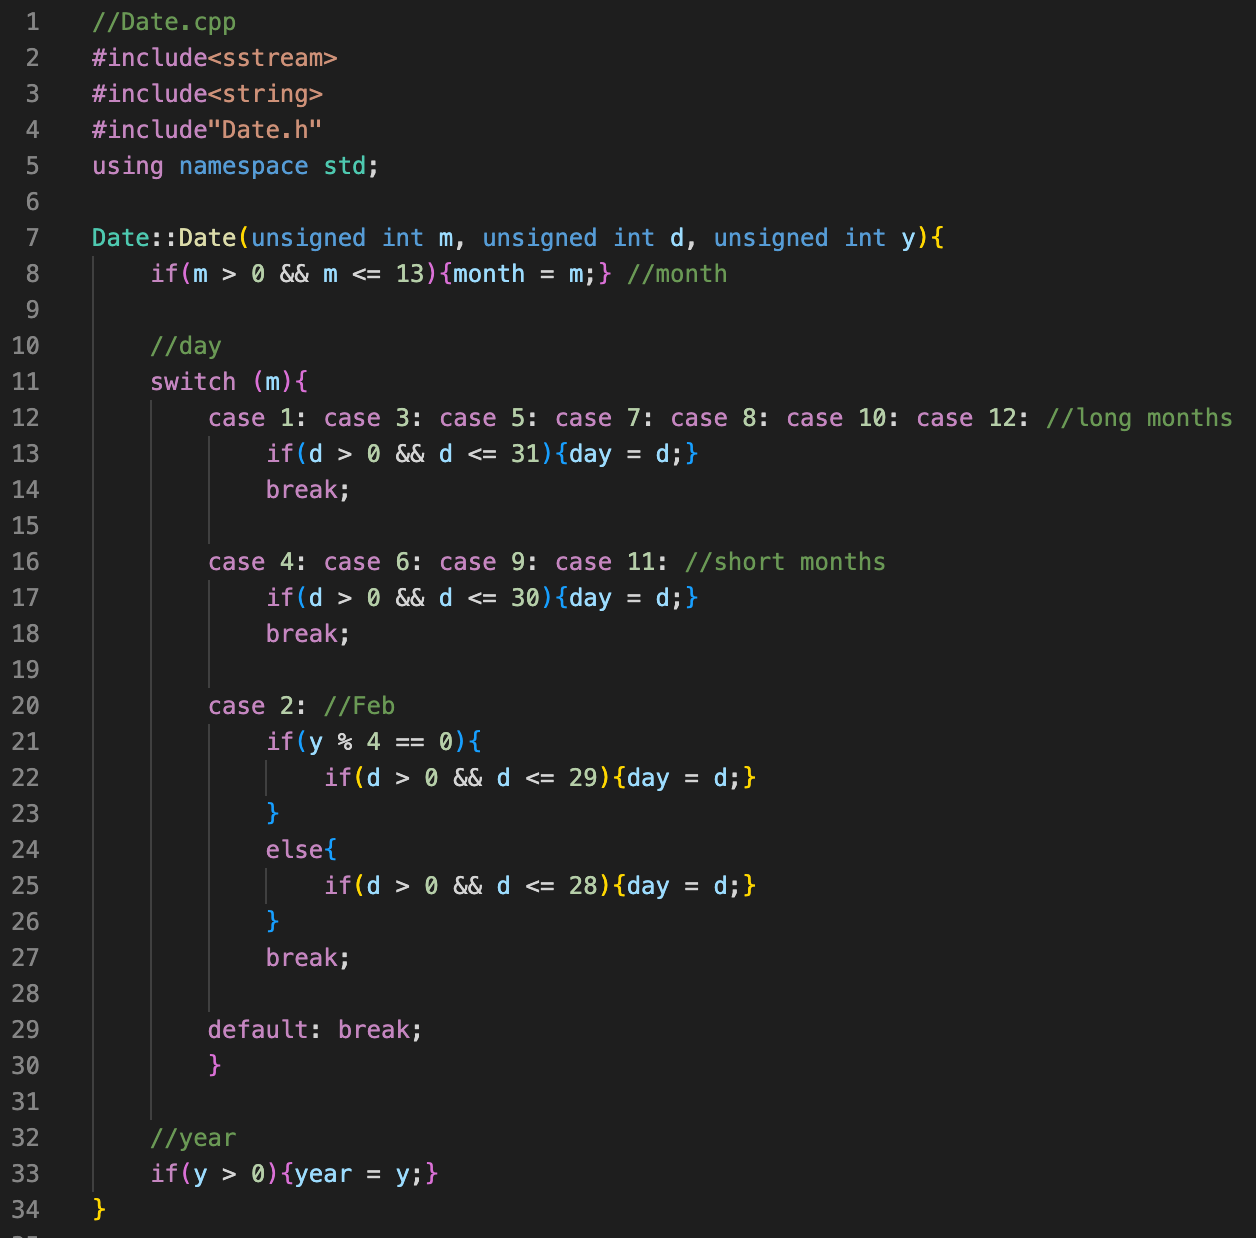 1 //Date.cpp
2 #include<sstream>
3 #include<string>
4 #include"Date.h"
5 using namespace std;
6
7 Date::Date(unsigned int m, unsigned int d, unsigned int y){
8     if(m > 0 && m <= 13){month = m;} //month
9
10     //day
11     switch (m){
12         case 1: case 3: case 5: case 7: case 8: case 10: case 12: //long months
13             if(d > 0 && d <= 31){day = d;}
14             break;
15
16         case 4: case 6: case 9: case 11: //short months
17             if(d > 0 && d <= 30){day = d;}
18             break;
19
20         case 2: //Feb
21             if(y % 4 == 0){
22                 if(d > 0 && d <= 29){day = d;}
23             }
24             else{
25                 if(d > 0 && d <= 28){day = d;}
26             }
27             break;
28
29         default: break;
30         }
31
32     //year
33     if(y > 0){year = y;}
34 }